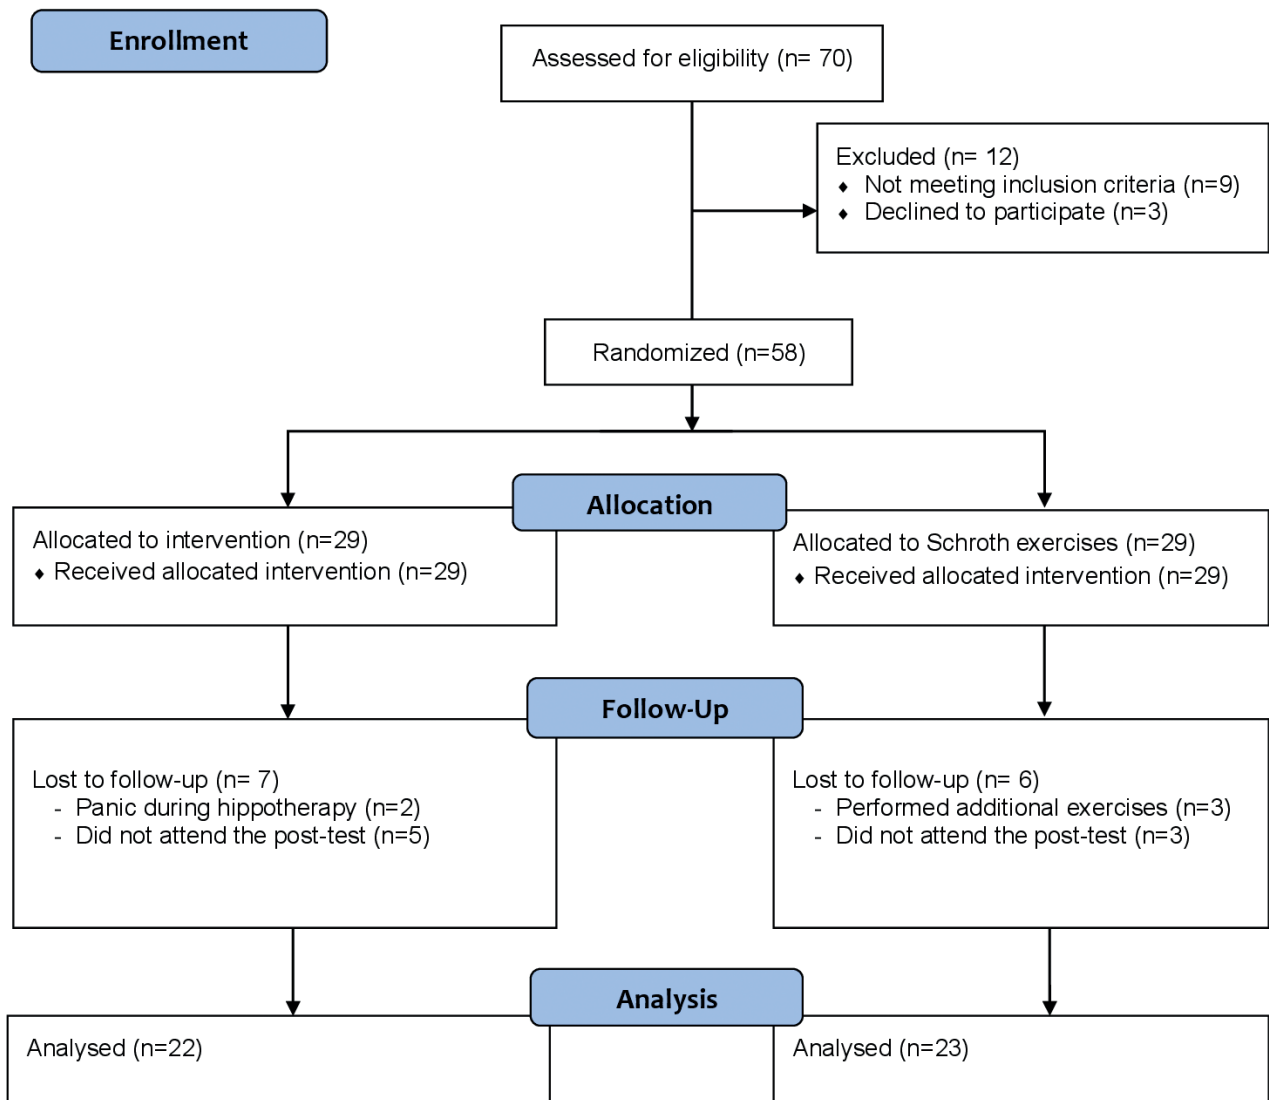 Enrollment
Assessed for eligibility (n= 70)
Excluded (n= 12)
♦ Not meeting inclusion criteria (n=9)
♦ Declined to participate (n=3)
Randomized (n=58)
Allocation
Allocated to intervention (n=29)
♦ Received allocated intervention (n=29)
Allocated to Schroth exercises (n=29)
♦ Received allocated intervention (n=29)
Follow-Up
Lost to follow-up (n= 7)
- Panic during hippotherapy (n=2)
- Did not attend the post-test (n=5)
Lost to follow-up (n= 6)
- Performed additional exercises (n=3)
- Did not attend the post-test (n=3)
Analysis
Analysed (n=22)
Analysed (n=23)